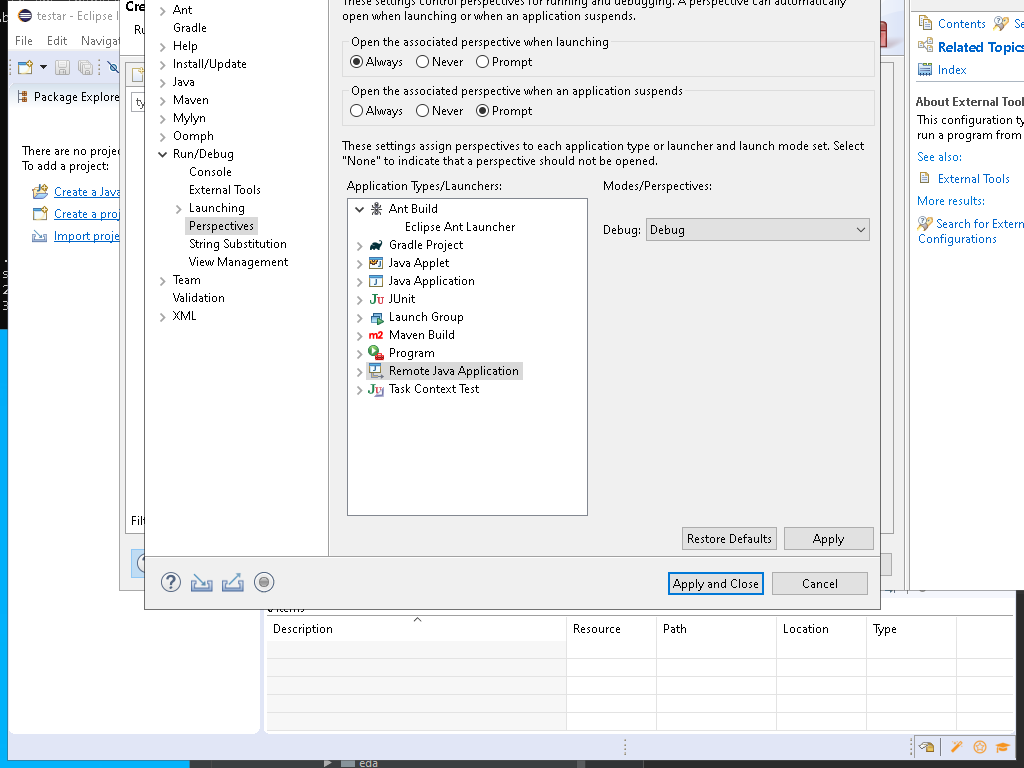 testar - Eclipse I
File Edit Navigat
Package Explore
There are no projec
To add a project:
Create a Java
Create a proj
Import proje
Cre
Ru
ty
Filt
Ant
Gradle
Help
Install/Update
Java
Maven
Mylyn
Oomph
Run/Debug
Console
External Tools
Launching
Perspectives
String Substitution
View Management
Team
Validation
XML
These settings control perspectives for running and debugging. A perspective can automatically
open when launching or when an application suspends.
Open the associated perspective when launching
Always Never Prompt
Open the associated perspective when an application suspends
Always Never Prompt
These settings assign perspectives to each application type or launcher and launch mode set. Select
"None" to indicate that a perspective should not be opened.
Application Types/Launchers:
Ant Build
Eclipse Ant Launcher
Gradle Project
Java Applet
Java Application
JUnit
Launch Group
Maven Build
Program
Remote Java Application
Task Context Test
Modes/Perspectives:
Debug: Debug
Restore Defaults Apply
Apply and Close Cancel
Contents Se
Related Topics
Index
About External Tool
This configuration ty
run a program from
See also:
External Tools
More results:
Search for Extern
Configurations
0 items
Description Resource Path Location Type
eda